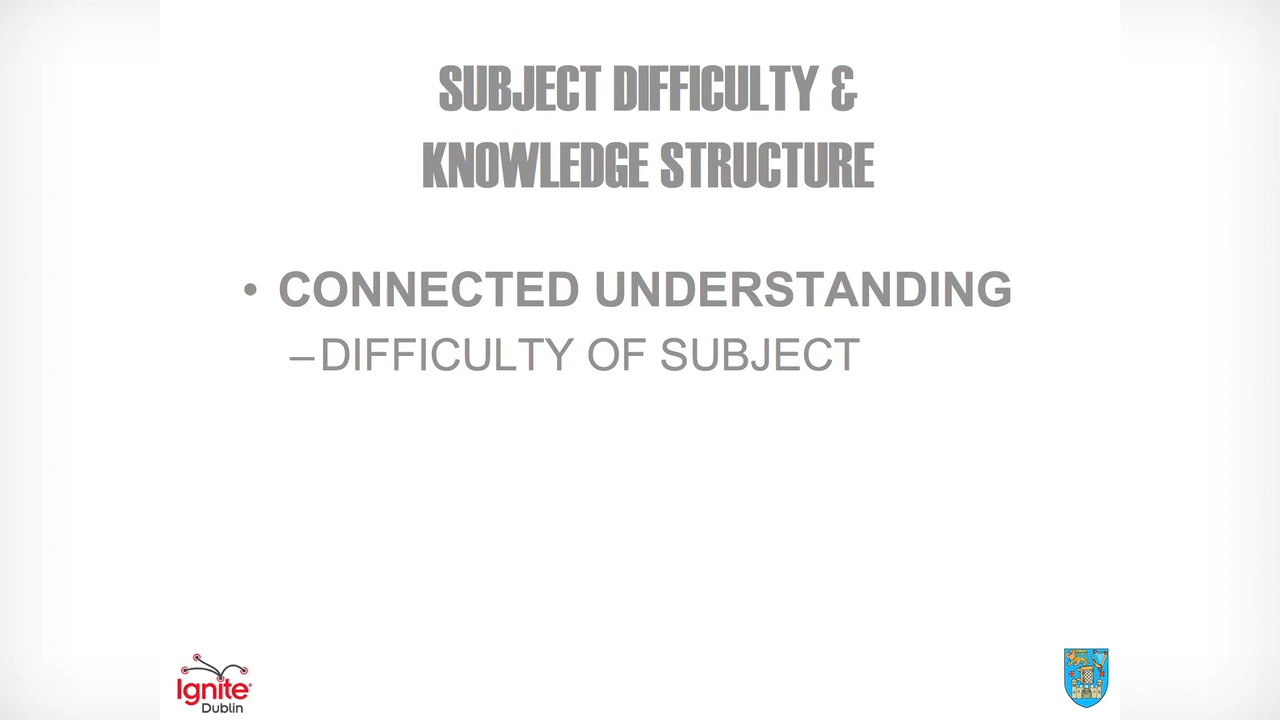 SUBJECT DIFFICULTY &
KNOWLEDGE STRUCTURE
• CONNECTED UNDERSTANDING
–DIFFICULTY OF SUBJECT
Ignite
Dublin